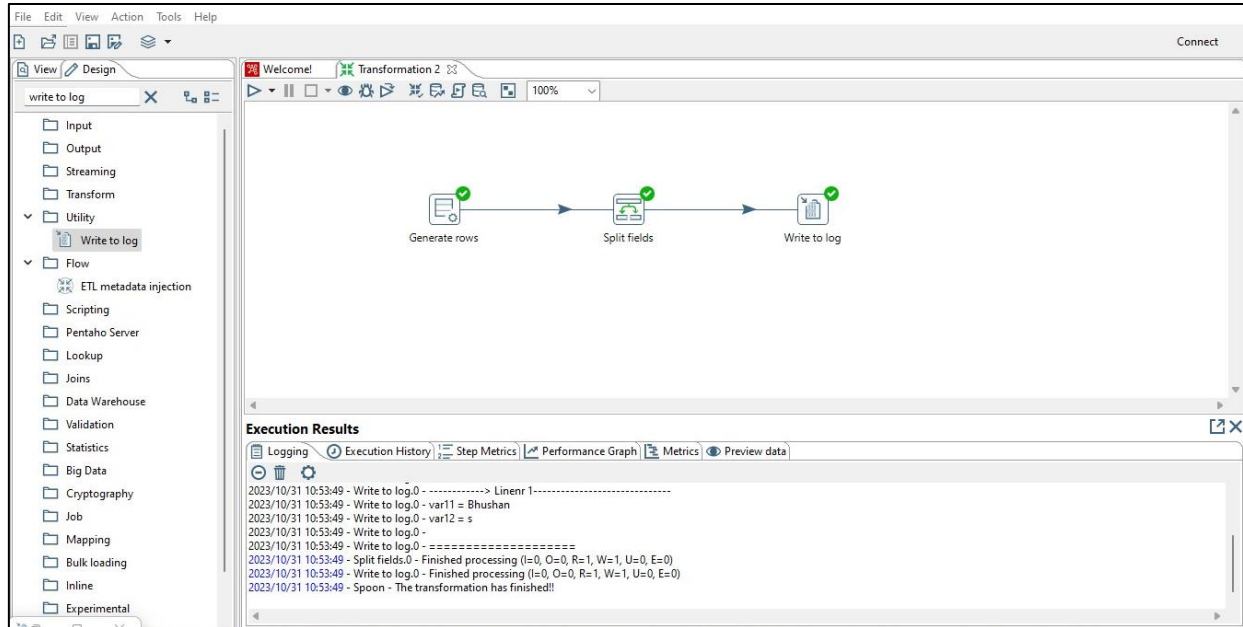 File Edit View Action Tools Help
Connect
View Design
write to log
Input
Output
Streaming
Transform
Utility
Write to log
Flow
ETL metadata injection
Scripting
Pentaho Server
Lookup
Joins
Data Warehouse
Validation
Statistics
Big Data
Cryptography
Job
Mapping
Bulk loading
Inline
Experimental
Welcome! Transformation 2
100%
Generate rows Split fields Write to log
Execution Results
Logging Execution History Step Metrics Performance Graph Metrics Preview data
2023/10/31 10:53:49 - Write to log.0 - ------------> Linenr 1------------------------------
2023/10/31 10:53:49 - Write to log.0 - var11 = Bhushan
2023/10/31 10:53:49 - Write to log.0 - var12 = s
2023/10/31 10:53:49 - Write to log.0 -
2023/10/31 10:53:49 - Write to log.0 - ====================
2023/10/31 10:53:49 - Split fields.0 - Finished processing (I=0, O=0, R=1, W=1, U=0, E=0)
2023/10/31 10:53:49 - Write to log.0 - Finished processing (I=0, O=0, R=1, W=1, U=0, E=0)
2023/10/31 10:53:49 - Spoon - The transformation has finished!!